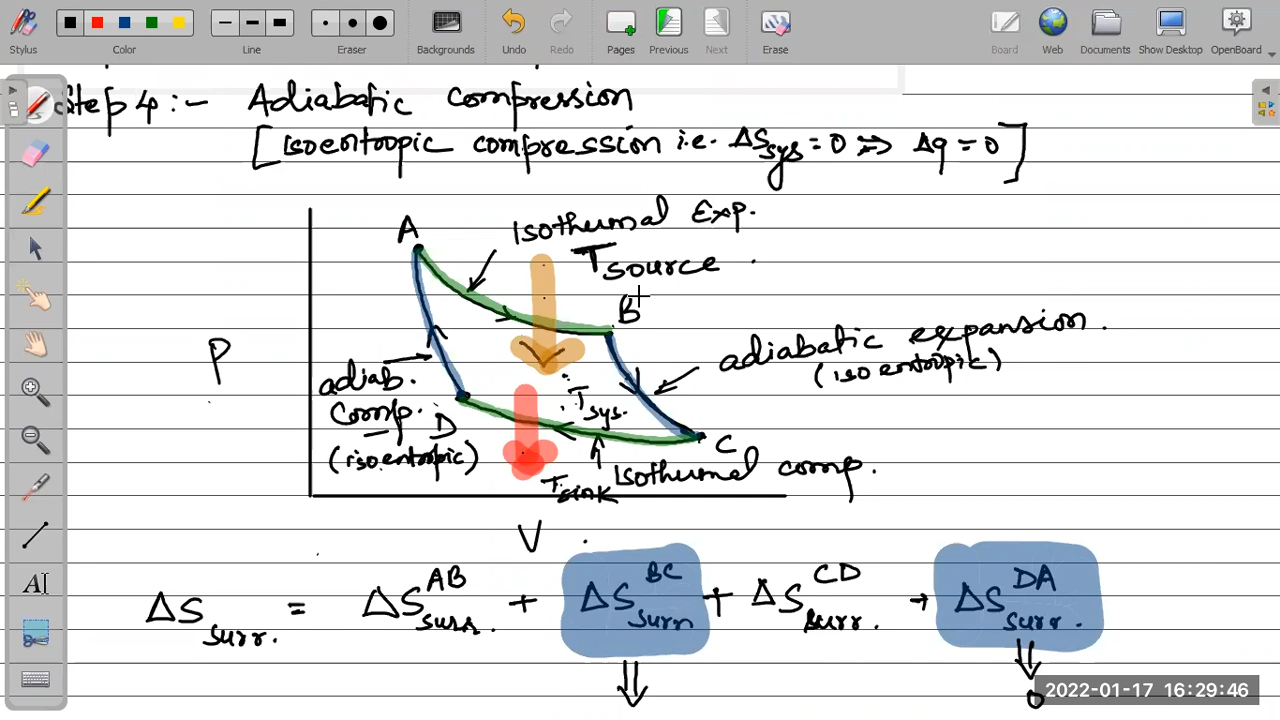 Stylus Color Line Eraser Backgrounds Undo Redo Pages Previous Next Erase Board Web Documents Show Desktop OpenBoard
Step 4 :- Adiabatic compression
[Isoentropic compression i.e. ΔSsys = 0 => Δq = 0]
A
Isothermal Exp.
Tsource
B
P
adiabatic expansion.
(isoentropic)
adiab.
Comp.
D
(isoentropic)
Tsys.
C
Tsink
Isothermal comp.
V
ΔSsurr. = ΔS^AB surr. + ΔS^BC surr + ΔS^CD surr. + ΔS^DA surr.
⇓ ⇓
0
2022-01-17 16:29:46